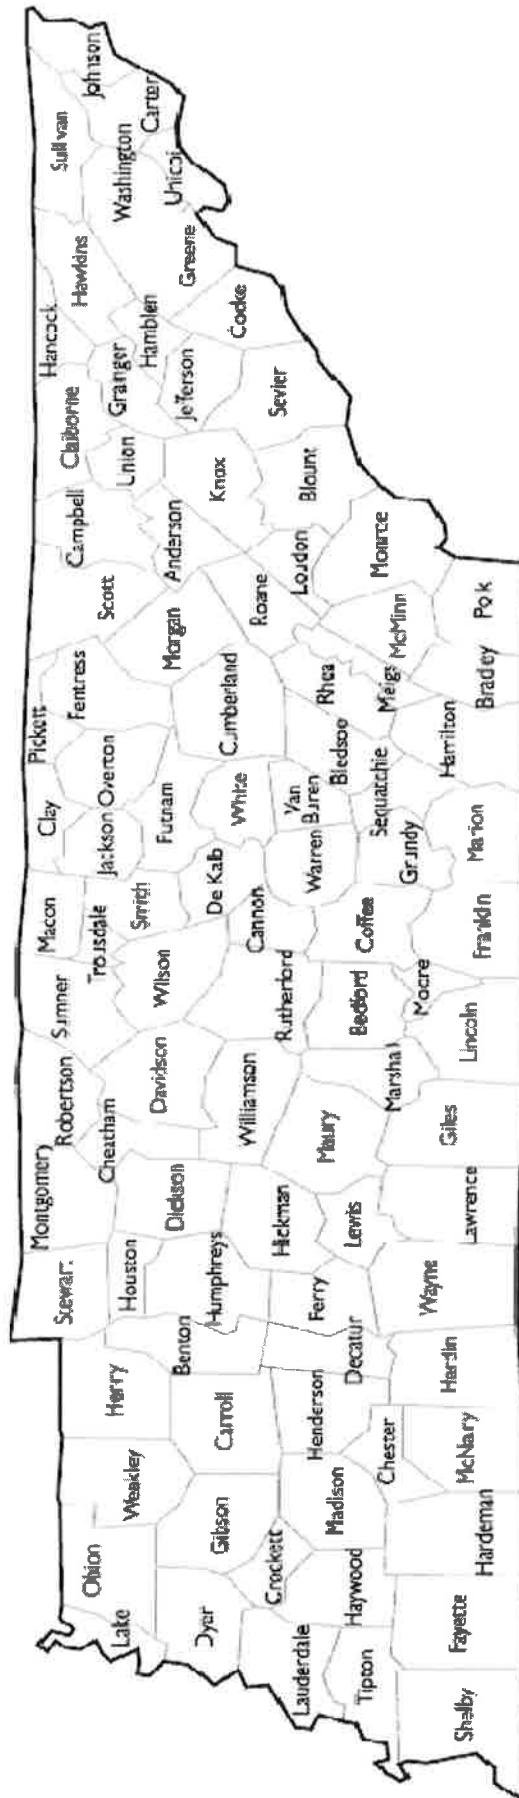 Lake
Obion
Weakley
Henry
Stewar:
Montgomery
Robertson
Sumner
Macon
Clay
Pickett
Scott
Campbell
Claiborne
Hancock
Hawkins
Sullivan
Johnson
Carter
Washington
Unicoi
Greene
Hamblen
Granger
Union
Fentress
Overton
Jackson
Trousdale
Smith
Cheatham
Houston
Dyer
Gibson
Carroll
Benton
Humphreys
Dickson
Davidson
Wilson
De Kalb
Putnam
White
Cumberland
Morgan
Anderson
Knox
Jefferson
Cocke
Sevier
Blount
Loudon
Roane
Rhea
Bledsoe
Van
Buren
Warren
Cannon
Rutherford
Williamson
Hickman
Perry
Decatur
Henderson
Madison
Crockett
Haywood
Lauderdale
Tipton
Chester
Lewis
Maury
Marshal
Bedford
Coffee
Grundy
Sequatchie
Meigs
McMinn
Monroe
Shelby
Fayette
Hardeman
McNairy
Hardin
Wayne
Lawrence
Giles
Lincoln
Moore
Franklin
Marion
Hamilton
Bradley
Polk